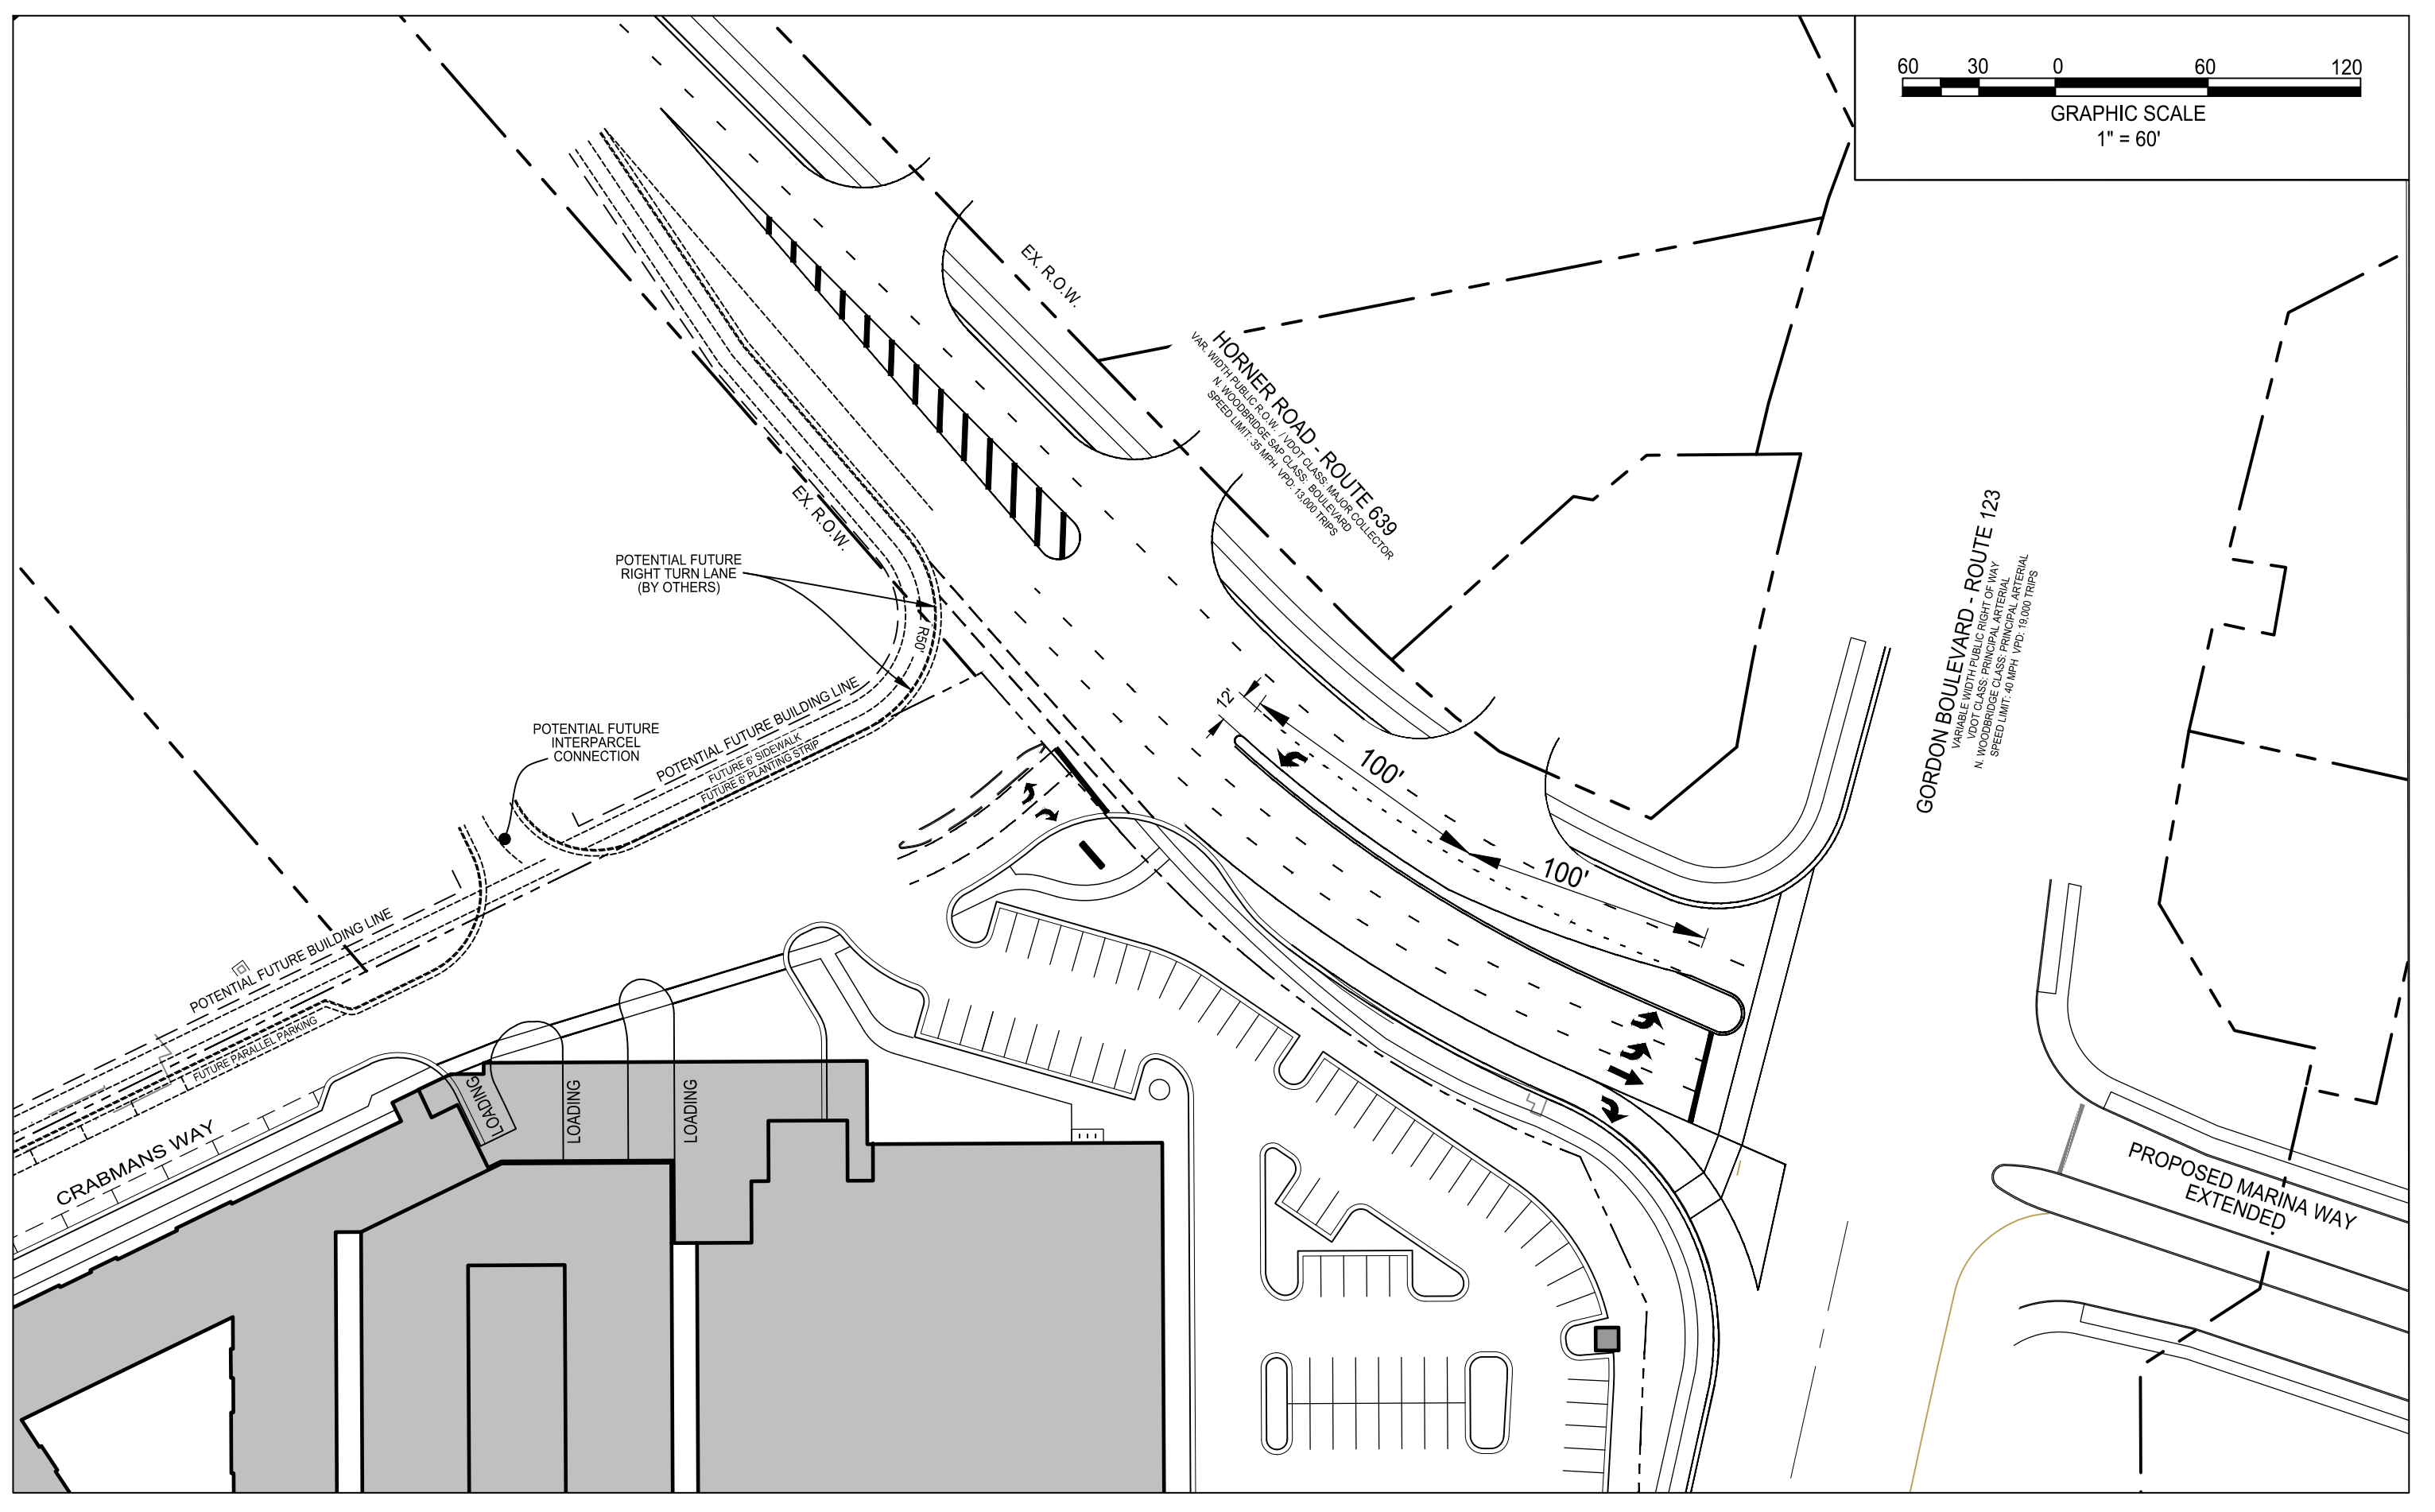 60 30 0 60 120
GRAPHIC SCALE
1" = 60'
EX. R.O.W.
HORNER ROAD - ROUTE 639
VAR. WIDTH PUBLIC R.O.W. / VDOT CLASS: MAJOR COLLECTOR
N. WOODBRIDGE SAP CLASS: BOULEVARD
SPEED LIMIT: 35 MPH VPD: 13,000 TRIPS
EX. R.O.W.
GORDON BOULEVARD - ROUTE 123
VARIABLE WIDTH PUBLIC RIGHT OF WAY
VDOT CLASS: PRINCIPAL ARTERIAL
N. WOODBRIDGE CLASS: PRINCIPAL ARTERIAL
SPEED LIMIT: 40 MPH VPD: 19,000 TRIPS
POTENTIAL FUTURE
RIGHT TURN LANE
(BY OTHERS)
R50'
12'
100'
100'
POTENTIAL FUTURE
INTERPARCEL
CONNECTION
POTENTIAL FUTURE BUILDING LINE
FUTURE 6' SIDEWALK
FUTURE 6' PLANTING STRIP
POTENTIAL FUTURE BUILDING LINE
FUTURE PARALLEL PARKING
CRABMANS WAY
LOADING
LOADING
LOADING
PROPOSED MARINA WAY
EXTENDED